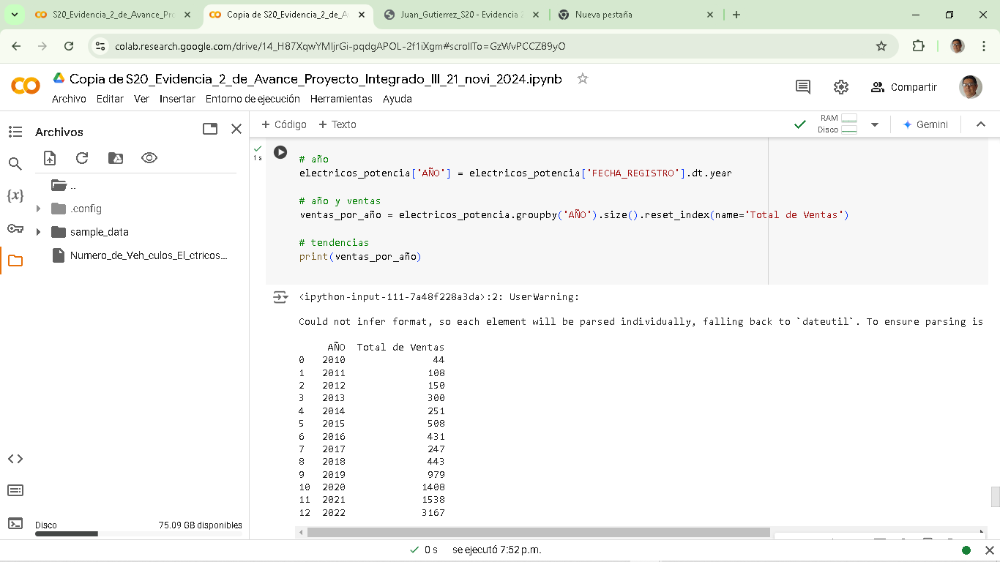 S20_Evidencia_2_de_Avance_Pro
Copia de S20_Evidencia_2_de_Av
Juan_Gutierrez_S20 - Evidencia 2
Nueva pestaña
colab.research.google.com/drive/14_H87XqwYMljrGi-pqdgAPOL-2f1iXgm#scrollTo=GzWvPCCZ89yO
Copia de S20_Evidencia_2_de_Avance_Proyecto_Integrado_III_21_novi_2024.ipynb
Archivo Editar Ver Insertar Entorno de ejecución Herramientas Ayuda
Compartir
Archivos
+ Código + Texto
RAM
Disco
Gemini
..
.config
sample_data
Numero_de_Veh_culos_El_ctricos...
1 s
# año
electricos_potencia['AÑO'] = electricos_potencia['FECHA_REGISTRO'].dt.year
# año y ventas
ventas_por_año = electricos_potencia.groupby('AÑO').size().reset_index(name='Total de Ventas')
# tendencias
print(ventas_por_año)
<ipython-input-111-7a48f228a3da>:2: UserWarning:
Could not infer format, so each element will be parsed individually, falling back to `dateutil`. To ensure parsing is
AÑO Total de Ventas
0 2010 44
1 2011 108
2 2012 150
3 2013 300
4 2014 251
5 2015 508
6 2016 431
7 2017 247
8 2018 443
9 2019 979
10 2020 1408
11 2021 1538
12 2022 3167
Disco 75.09 GB disponibles
0 s se ejecutó 7:52 p.m.